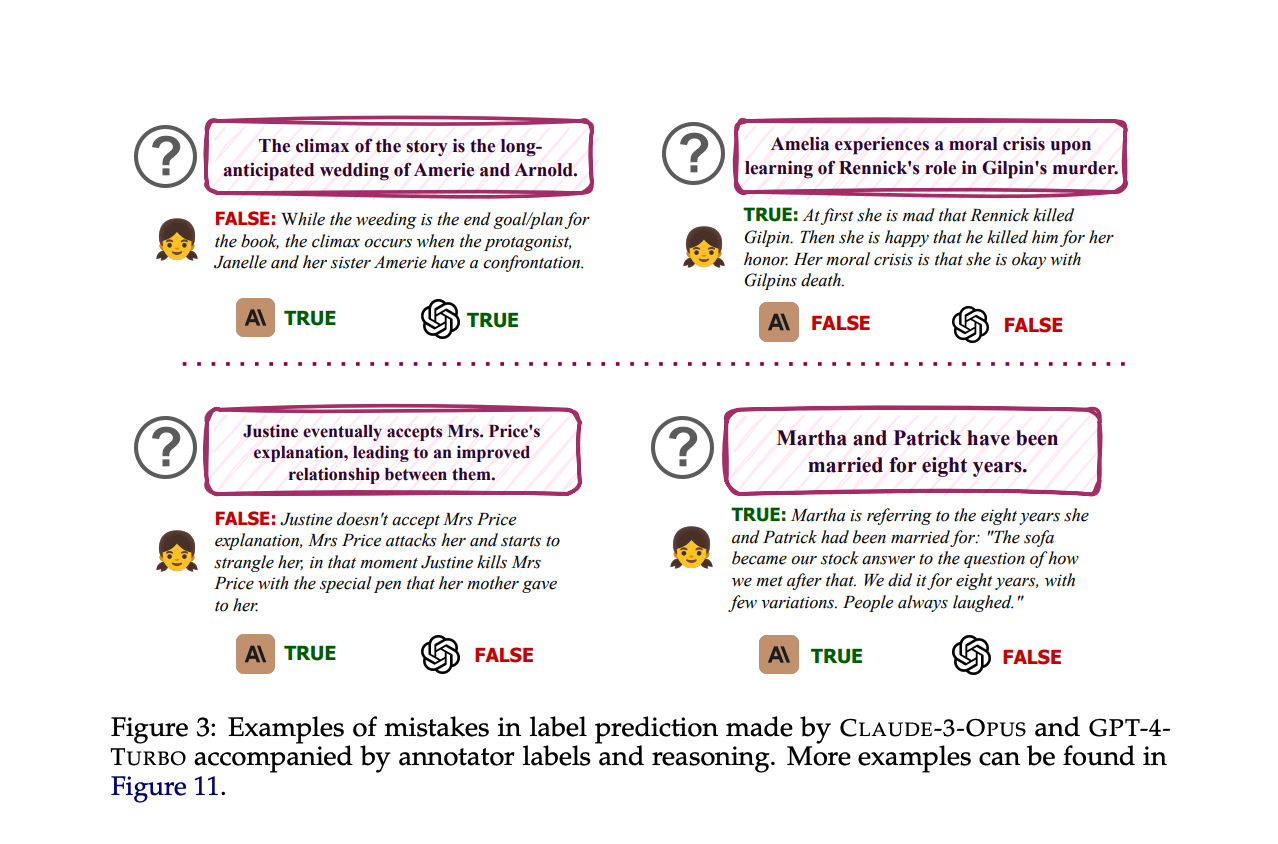 ?
The climax of the story is the long-
anticipated wedding of Amerie and Arnold.
FALSE: While the weeding is the end goal/plan for
the book, the climax occurs when the protagonist,
Janelle and her sister Amerie have a confrontation.
A\ TRUE TRUE
?
Amelia experiences a moral crisis upon
learning of Rennick's role in Gilpin's murder.
TRUE: At first she is mad that Rennick killed
Gilpin. Then she is happy that he killed him for her
honor. Her moral crisis is that she is okay with
Gilpins death.
A\ FALSE FALSE
?
Justine eventually accepts Mrs. Price's
explanation, leading to an improved
relationship between them.
FALSE: Justine doesn't accept Mrs Price
explanation, Mrs Price attacks her and starts to
strangle her, in that moment Justine kills Mrs
Price with the special pen that her mother gave
to her.
A\ TRUE FALSE
?
Martha and Patrick have been
married for eight years.
TRUE: Martha is referring to the eight years she
and Patrick had been married for: "The sofa
became our stock answer to the question of how
we met after that. We did it for eight years, with
few variations. People always laughed."
A\ TRUE FALSE
Figure 3: Examples of mistakes in label prediction made by CLAUDE-3-OPUS and GPT-4-
TURBO accompanied by annotator labels and reasoning. More examples can be found in
Figure 11.